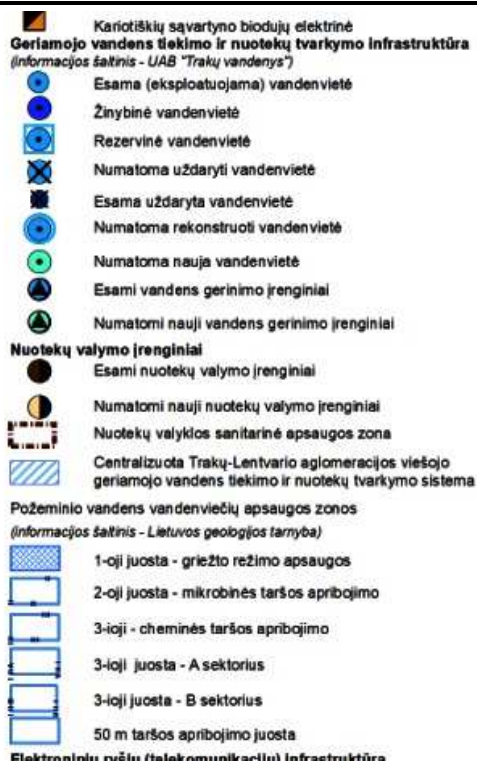 Kariotiškių sąvartyno biodujų elektrinė
Geriamojo vandens tiekimo ir nuotekų tvarkymo infrastruktūra
(informacijos šaltinis - UAB "Trakų vandenys")
Esama (eksploatuojama) vandenvietė
Žinybinė vandenvietė
Rezervinė vandenvietė
Numatoma uždaryti vandenvietė
Esama uždaryta vandenvietė
Numatoma rekonstruoti vandenvietė
Numatoma nauja vandenvietė
Esami vandens gerinimo įrenginiai
Numatomi nauji vandens gerinimo įrenginiai
Nuotekų valymo įrenginiai
Esami nuotekų valymo įrenginiai
Numatomi nauji nuotekų valymo įrenginiai
Nuotekų valyklos sanitarinė apsaugos zona
Centralizuota Trakų-Lentvario aglomeracijos viešojo
geriamojo vandens tiekimo ir nuotekų tvarkymo sistema
Požeminio vandens vandenviečių apsaugos zonos
(informacijos šaltinis - Lietuvos geologijos tarnyba)
1-oji juosta - griežto režimo apsaugos
2-oji juosta - mikrobinės taršos apribojimo
3-ioji - cheminės taršos apribojimo
3-ioji juosta - A sektorius
3-ioji juosta - B sektorius
50 m taršos apribojimo juosta
Elektroninių ryšių (telekomunikacijų) infrastruktūra